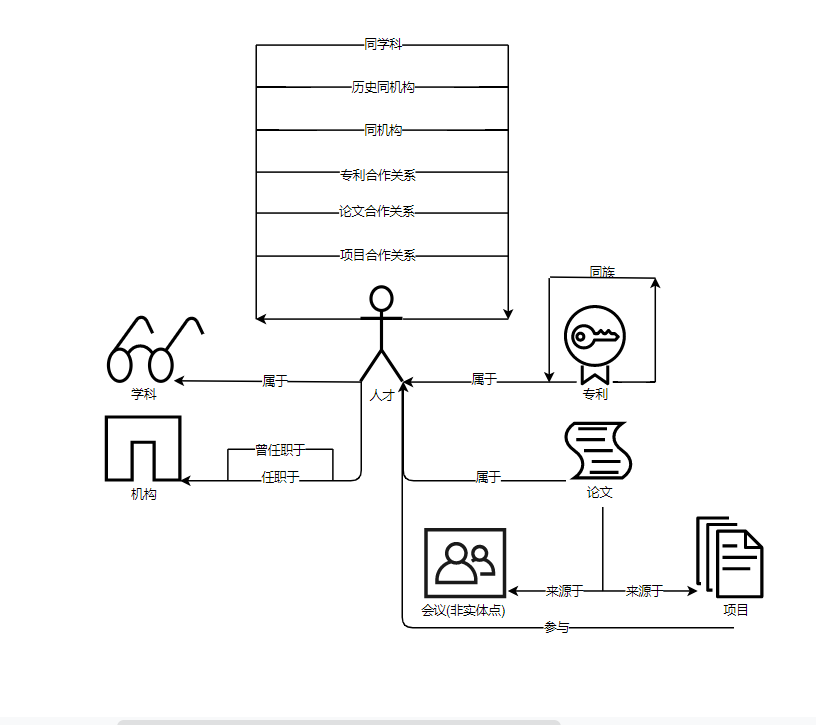 同学科
历史同机构
同机构
专利合作关系
论文合作关系
项目合作关系
同族
属于
属于
学科
人才
专利
曾任职于
任职于
属于
机构
论文
来源于
来源于
会议(非实体点)
项目
参与